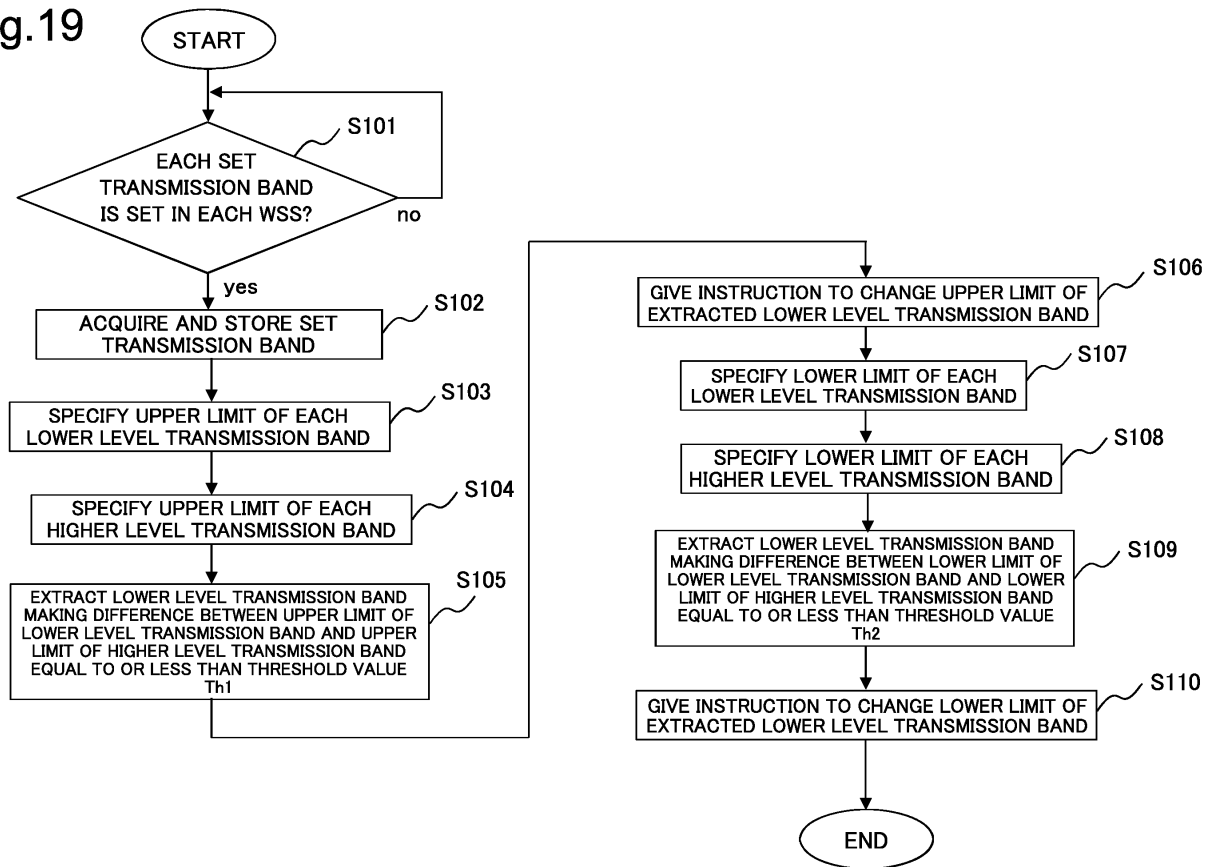 g.19
START
S101
EACH SET
TRANSMISSION BAND
IS SET IN EACH WSS?
no
yes
S102
ACQUIRE AND STORE SET
TRANSMISSION BAND
S103
SPECIFY UPPER LIMIT OF EACH
LOWER LEVEL TRANSMISSION BAND
S104
SPECIFY UPPER LIMIT OF EACH
HIGHER LEVEL TRANSMISSION BAND
S105
EXTRACT LOWER LEVEL TRANSMISSION BAND
MAKING DIFFERENCE BETWEEN UPPER LIMIT OF
LOWER LEVEL TRANSMISSION BAND AND UPPER
LIMIT OF HIGHER LEVEL TRANSMISSION BAND
EQUAL TO OR LESS THAN THRESHOLD VALUE
Th1
S106
GIVE INSTRUCTION TO CHANGE UPPER LIMIT OF
EXTRACTED LOWER LEVEL TRANSMISSION BAND
S107
SPECIFY LOWER LIMIT OF EACH
LOWER LEVEL TRANSMISSION BAND
S108
SPECIFY LOWER LIMIT OF EACH
HIGHER LEVEL TRANSMISSION BAND
S109
EXTRACT LOWER LEVEL TRANSMISSION BAND
MAKING DIFFERENCE BETWEEN LOWER LIMIT OF
LOWER LEVEL TRANSMISSION BAND AND LOWER
LIMIT OF HIGHER LEVEL TRANSMISSION BAND
EQUAL TO OR LESS THAN THRESHOLD VALUE
Th2
S110
GIVE INSTRUCTION TO CHANGE LOWER LIMIT OF
EXTRACTED LOWER LEVEL TRANSMISSION BAND
END